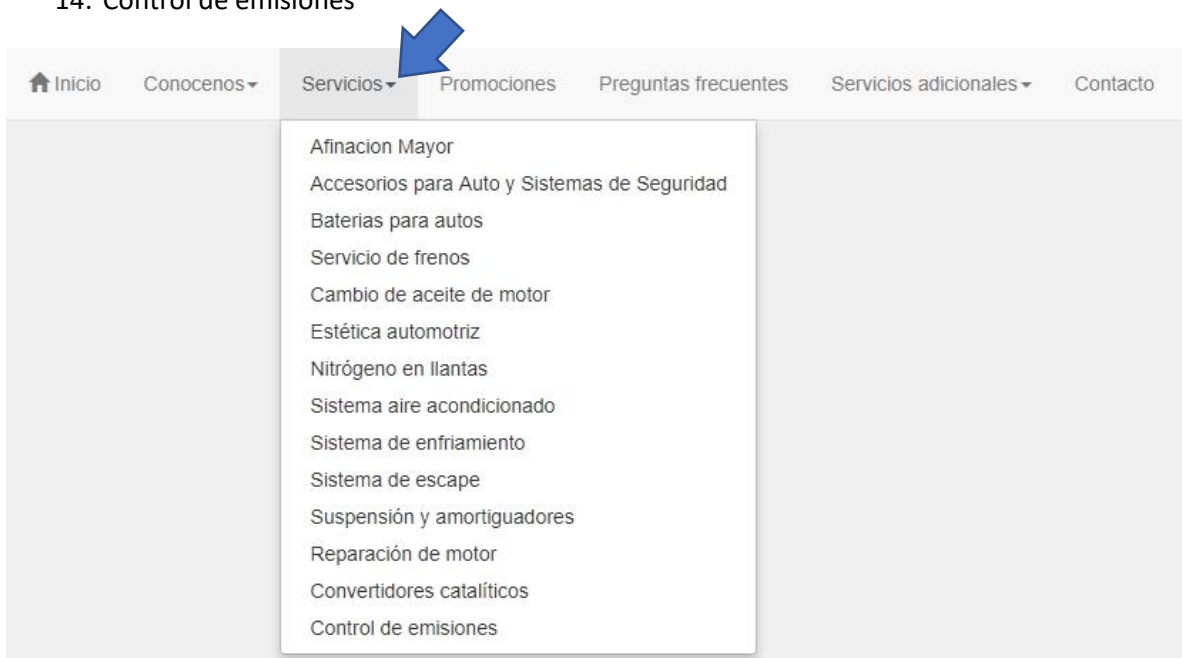 14. Control de emisiones
Inicio Conocenos Servicios Promociones Preguntas frecuentes Servicios adicionales Contacto
Afinacion Mayor
Accesorios para Auto y Sistemas de Seguridad
Baterias para autos
Servicio de frenos
Cambio de aceite de motor
Estética automotriz
Nitrógeno en llantas
Sistema aire acondicionado
Sistema de enfriamiento
Sistema de escape
Suspensión y amortiguadores
Reparación de motor
Convertidores catalíticos
Control de emisiones